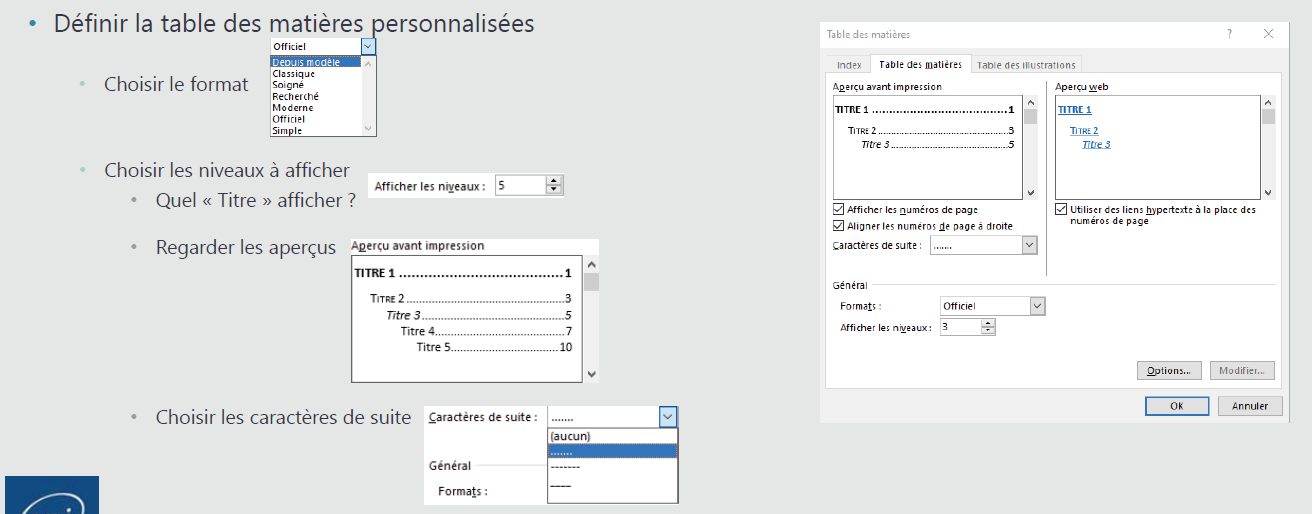 • Définir la table des matières personnalisées
Officiel
Depuis modèle
Classique
Soigné
Recherché
Moderne
Officiel
Simple
• Choisir le format
• Choisir les niveaux à afficher
Afficher les niveaux : 5
• Quel « Titre » afficher ?
• Regarder les aperçus
Aperçu avant impression
TITRE 1 ........................................1
TITRE 2........................................3
Titre 3........................................5
Titre 4........................................7
Titre 5........................................10
• Choisir les caractères de suite
Caractères de suite : .......
(aucun)
.......
-------
____
Général
Formats :
Table des matières
? ×
Index Table des matières Table des illustrations
Aperçu avant impression
TITRE 1 ........................................1
TITRE 2........................................3
Titre 3........................................5
Aperçu web
TITRE 1
TITRE 2
Titre 3
Afficher les numéros de page
Aligner les numéros de page à droite
Caractères de suite : .......
Utiliser des liens hypertexte à la place des
numéros de page
Général
Formats : Officiel
Afficher les niveaux : 3
Options... Modifier...
OK Annuler